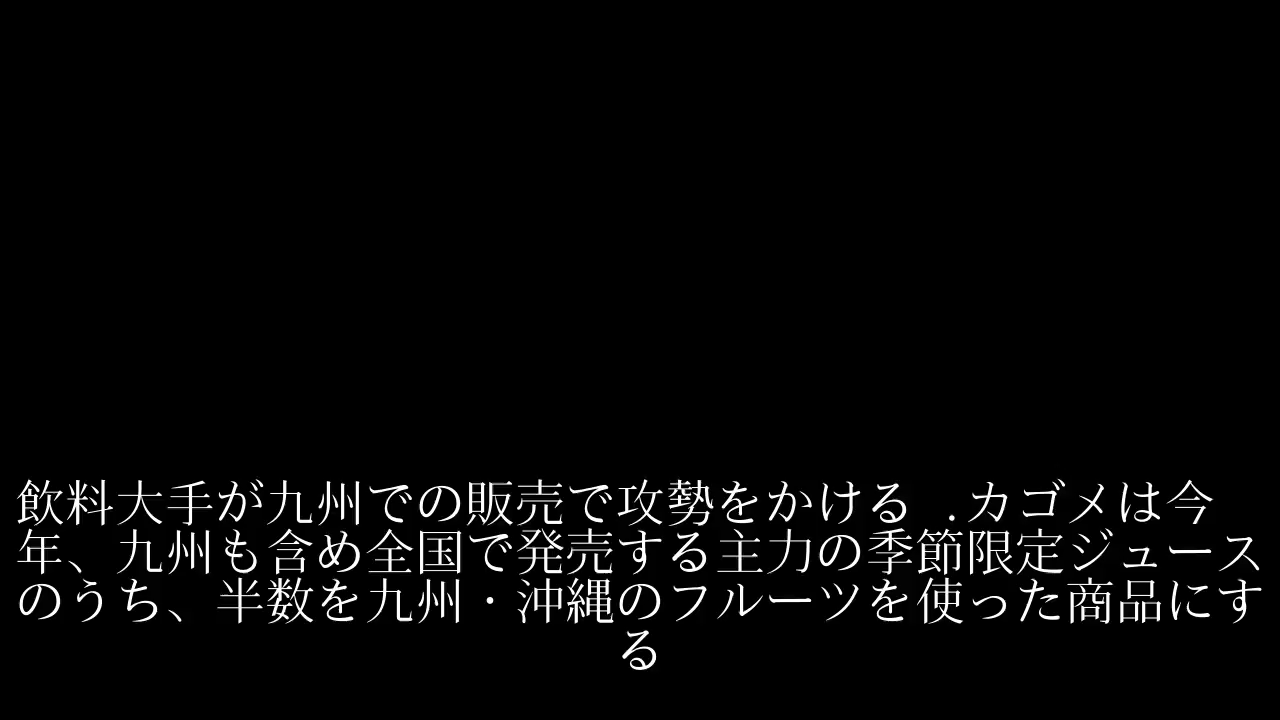 飲料大手が九州での販売で攻勢をかける .カゴメは今
年、九州も含め全国で発売する主力の季節限定ジュース
のうち、半数を九州・沖縄のフルーツを使った商品にす
る